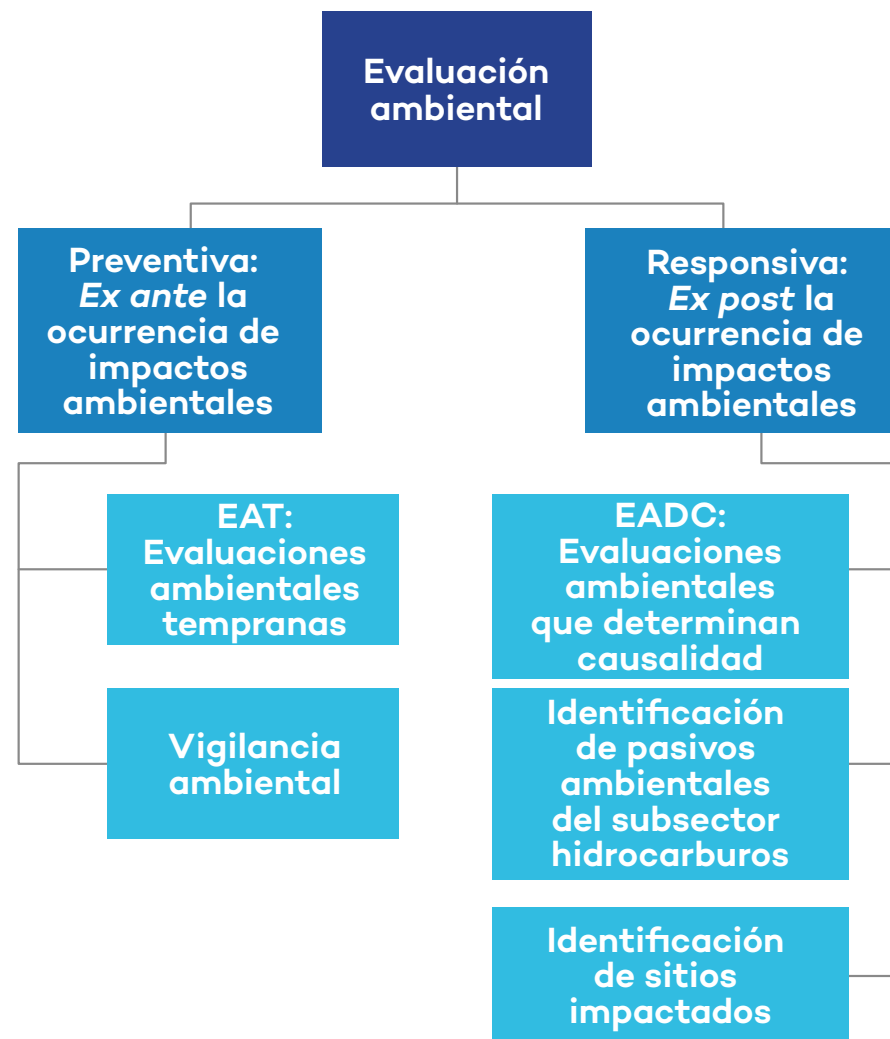 Evaluación
ambiental
Preventiva:
Ex ante la
ocurrencia de
impactos
ambientales
Responsiva:
Ex post la
ocurrencia de
impactos
ambientales
EAT:
Evaluaciones
ambientales
tempranas
Vigilancia
ambiental
EADC:
Evaluaciones
ambientales
que determinan
causalidad
Identificación
de pasivos
ambientales
del subsector
hidrocarburos
Identificación
de sitios
impactados